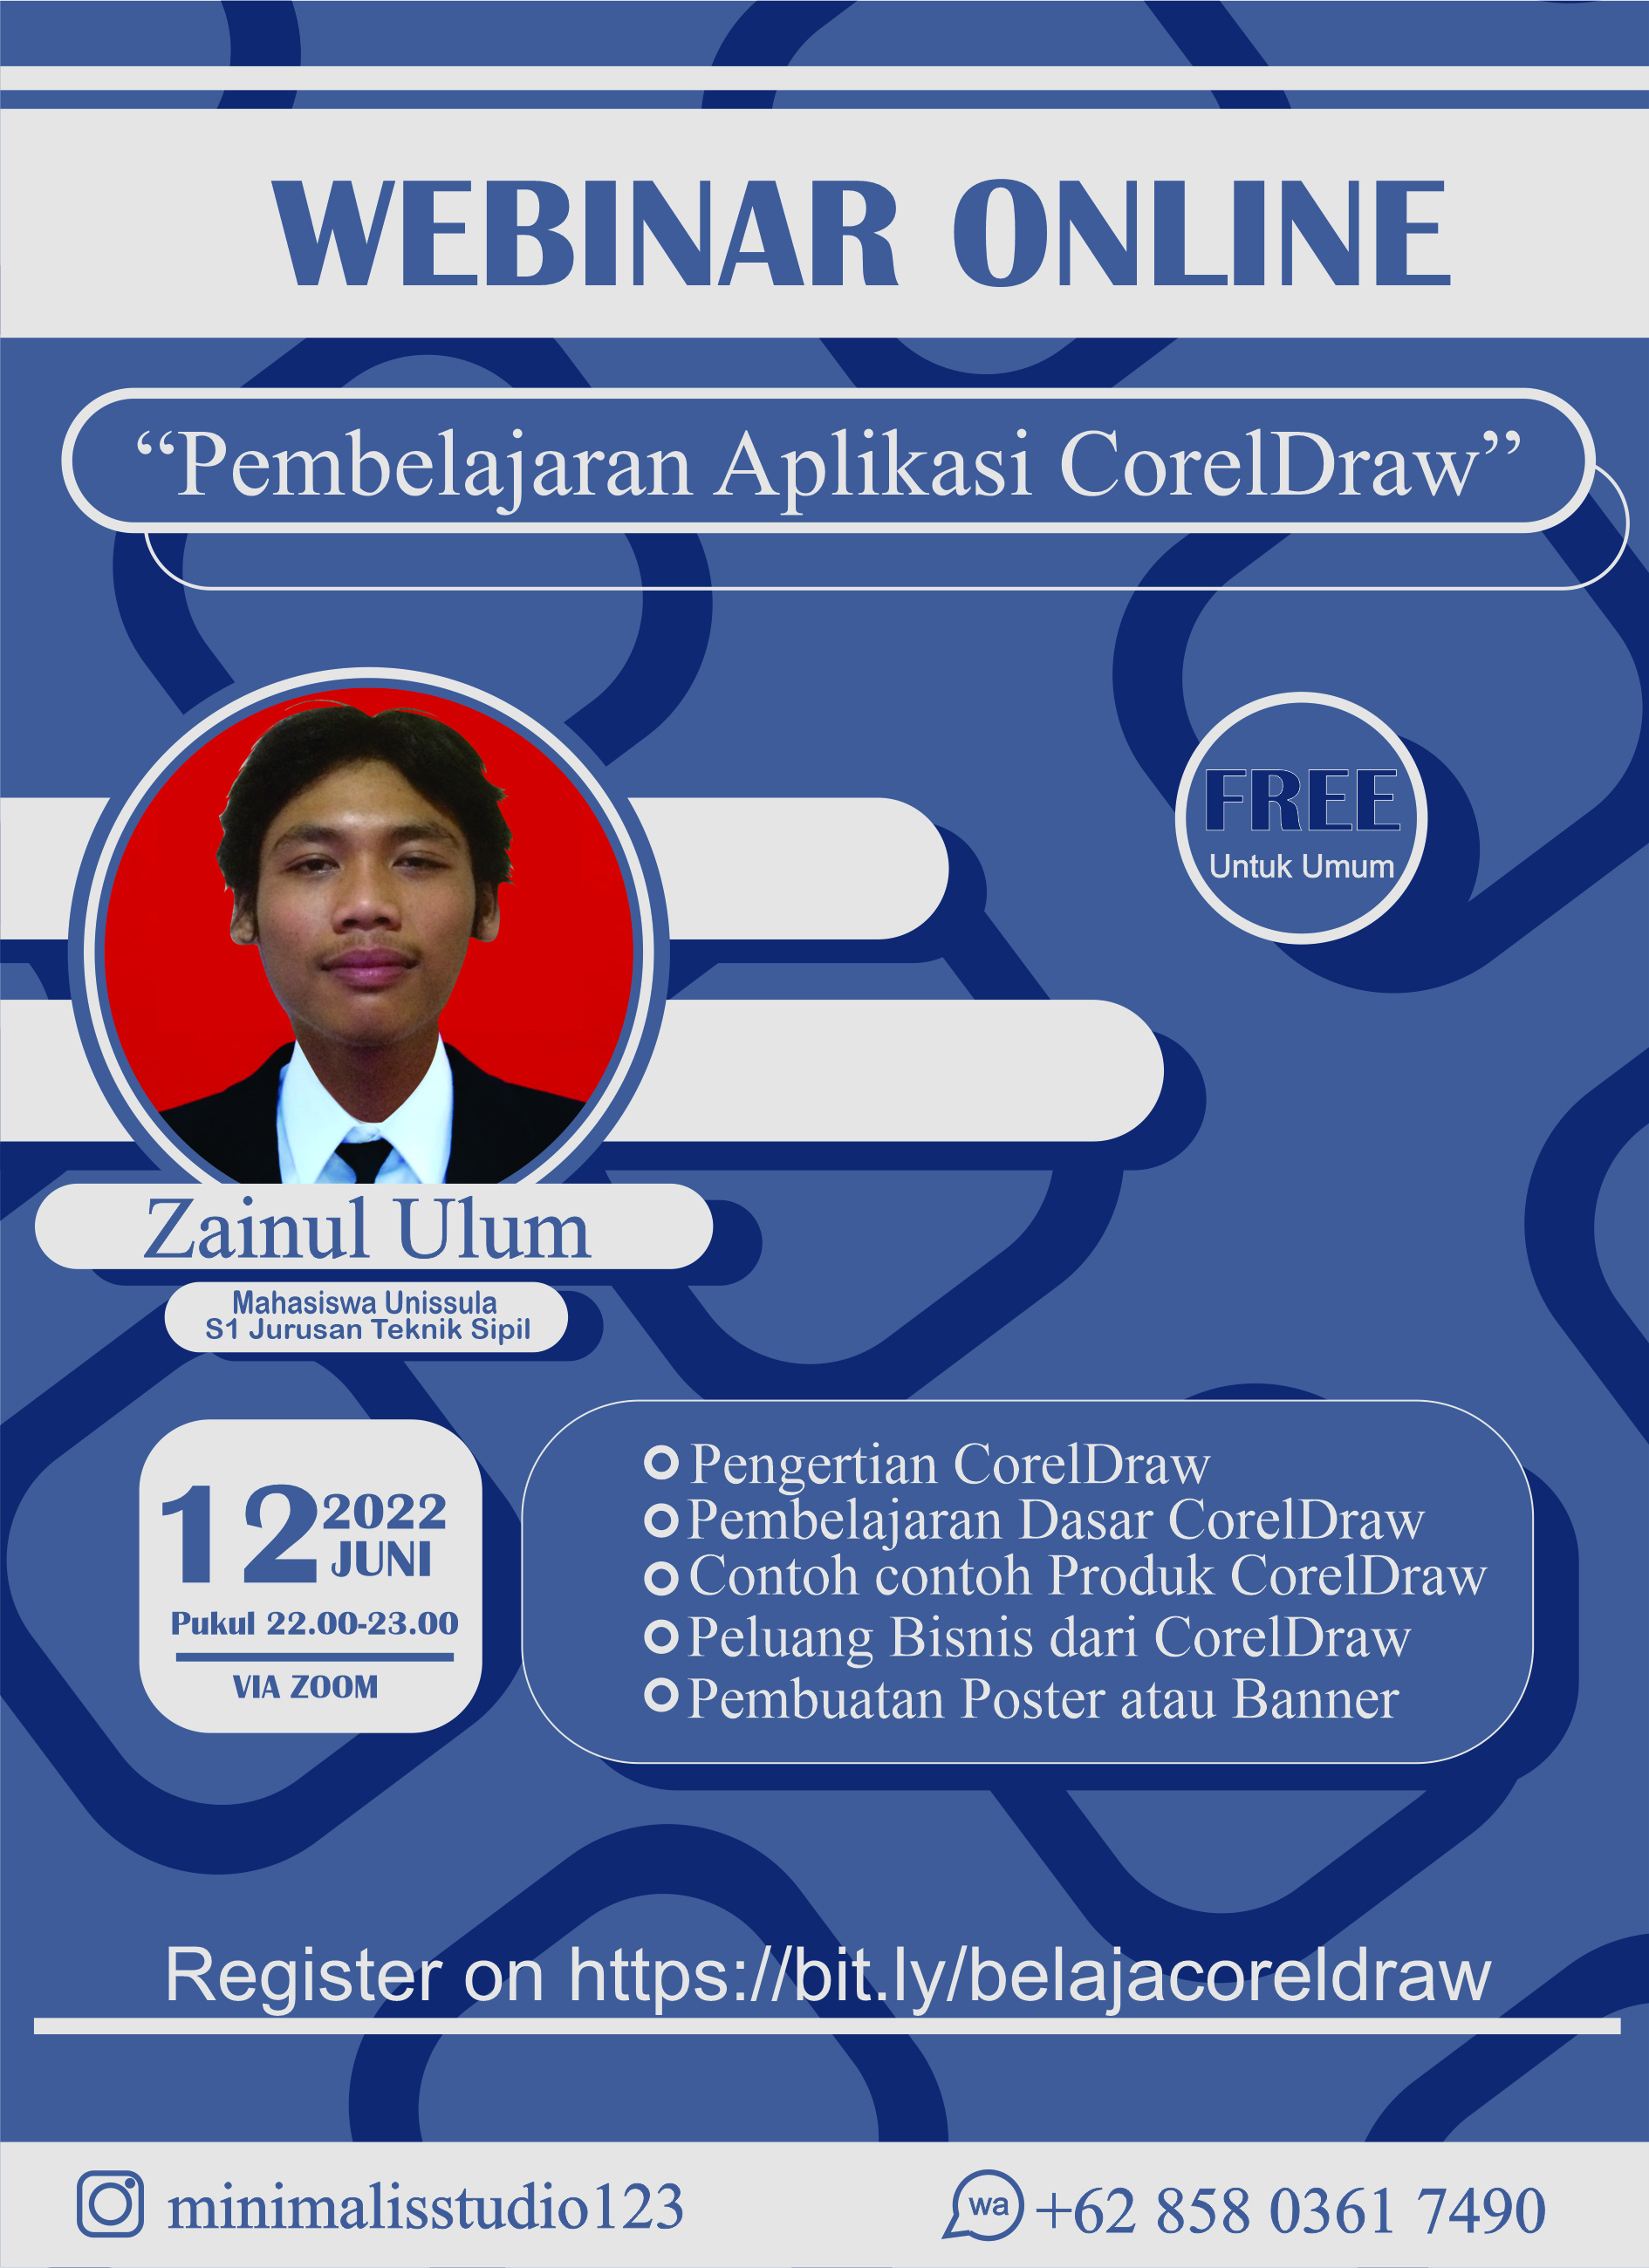 WEBINAR ONLINE
“Pembelajaran Aplikasi CorelDraw”
FREE
Untuk Umum
Zainul Ulum
Mahasiswa Unissula
S1 Jurusan Teknik Sipil
12 2022
JUNI
Pukul 22.00-23.00
VIA ZOOM
Pengertian CorelDraw
Pembelajaran Dasar CorelDraw
Contoh contoh Produk CorelDraw
Peluang Bisnis dari CorelDraw
Pembuatan Poster atau Banner
Register on https://bit.ly/belajacoreldraw
minimalisstudio123
wa +62 858 0361 7490